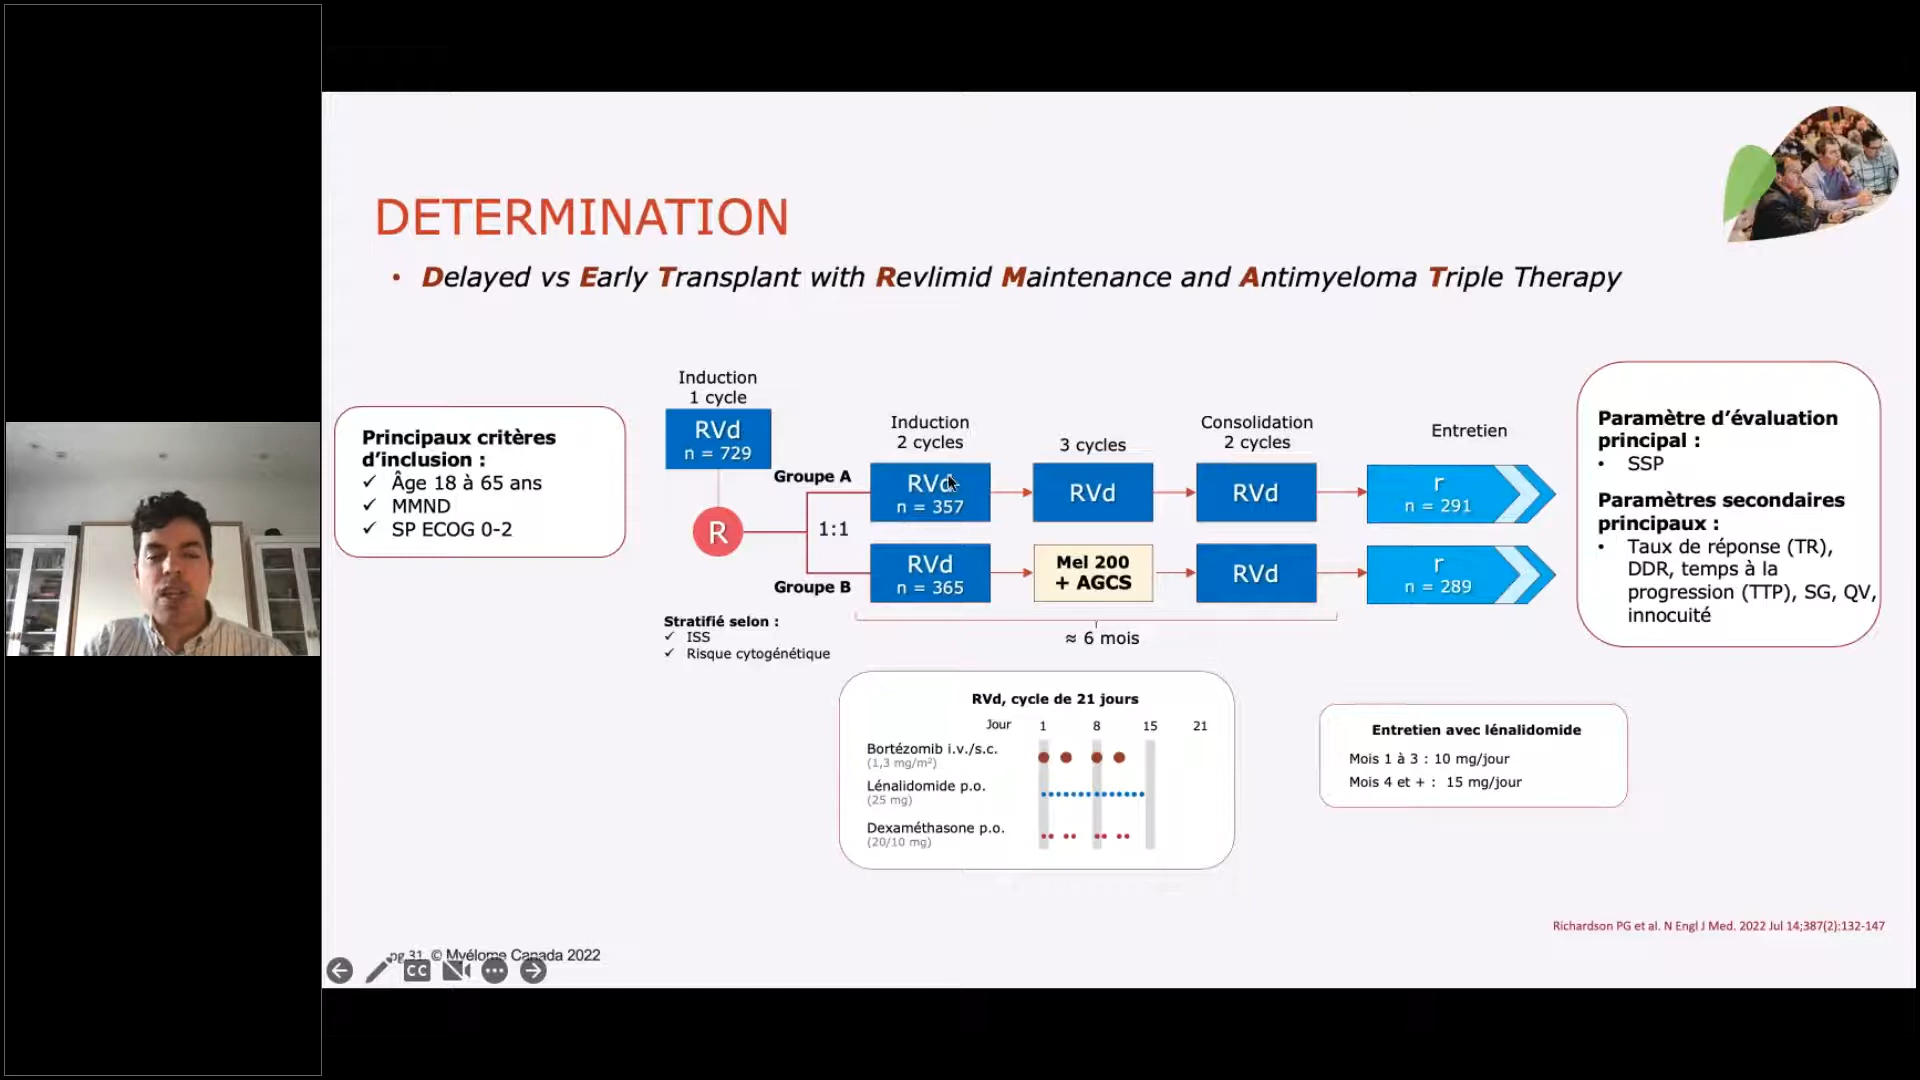 DETERMINATION
• Delayed vs Early Transplant with Revlimid Maintenance and Antimyeloma Triple Therapy
Principaux critères
d’inclusion :
✓ Âge 18 à 65 ans
✓ MMND
✓ SP ECOG 0-2
Induction
1 cycle
RVd
n = 729
R
1:1
Stratifié selon :
✓ ISS
✓ Risque cytogénétique
Groupe A
Induction
2 cycles
RVd
n = 357
3 cycles
RVd
Consolidation
2 cycles
RVd
Entretien
r
n = 291
Groupe B
RVd
n = 365
Mel 200
+ AGCS
RVd
r
n = 289
≈ 6 mois
Paramètre d’évaluation
principal :
• SSP
Paramètres secondaires
principaux :
• Taux de réponse (TR),
DDR, temps à la
progression (TTP), SG, QV,
innocuité
RVd, cycle de 21 jours
Jour 1 8 15 21
Bortézomib i.v./s.c.
(1,3 mg/m²)
Lénalidomide p.o.
(25 mg)
Dexaméthasone p.o.
(20/10 mg)
Entretien avec lénalidomide
Mois 1 à 3 : 10 mg/jour
Mois 4 et + : 15 mg/jour
Richardson PG et al. N Engl J Med. 2022 Jul 14;387(2):132-147
pg 31 © Myélome Canada 2022
CC